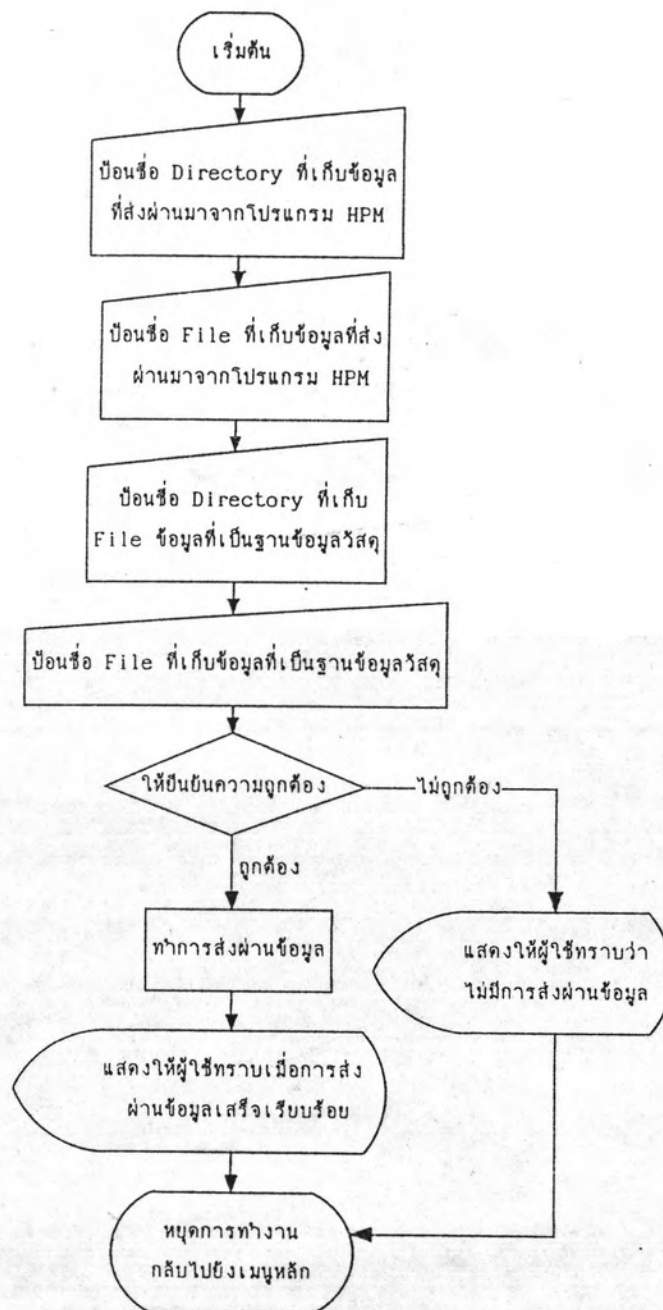 เริ่มต้น
ป้อนชื่อ Directory ที่เก็บข้อมูล
ที่ส่งผ่านมาจากโปรแกรม HPM
ป้อนชื่อ File ที่เก็บข้อมูลที่ส่ง
ผ่านมาจากโปรแกรม HPM
ป้อนชื่อ Directory ที่เก็บ
File ข้อมูลที่เป็นฐานข้อมูลวัสดุ
ป้อนชื่อ File ที่เก็บข้อมูลที่เป็นฐานข้อมูลวัสดุ
ให้ยืนยันความถูกต้อง
ไม่ถูกต้อง
ถูกต้อง
ทำการส่งผ่านข้อมูล
แสดงให้ผู้ใช้ทราบว่า
ไม่มีการส่งผ่านข้อมูล
แสดงให้ผู้ใช้ทราบเมื่อการส่ง
ผ่านข้อมูลเสร็จเรียบร้อย
หยุดการทำงาน
กลับไปยังเมนูหลัก